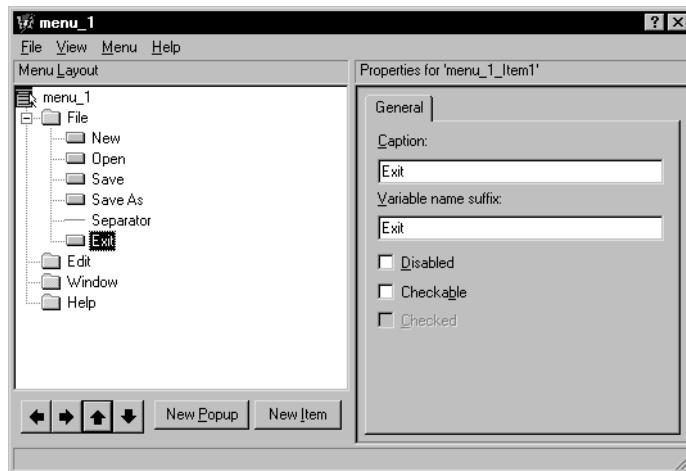 menu_1
File View Menu Help
Menu Layout
Properties for 'menu_1_Item1'
menu_1
File
New
Open
Save
Save As
Separator
Exit
Edit
Window
Help
New Popup New Item
General
Caption:
Exit
Variable name suffix:
Exit
Disabled
Checkable
Checked